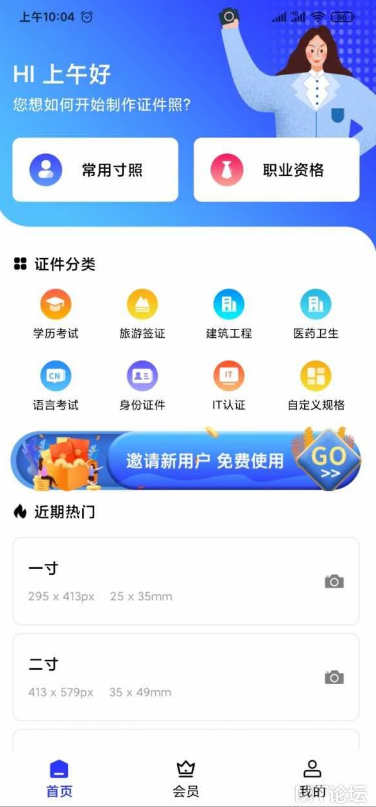 上午10:04
HI 上午好
您想如何开始制作证件照?
常用寸照
职业资格
证件分类
学历考试
旅游签证
建筑工程
医药卫生
CN
IT
语言考试
身份证件
IT认证
自定义规格
邀请新用户 免费使用
GO
>>
近期热门
一寸
295 x 413px 25 x 35mm
二寸
413 x 579px 35 x 49mm
首页
会员
我的